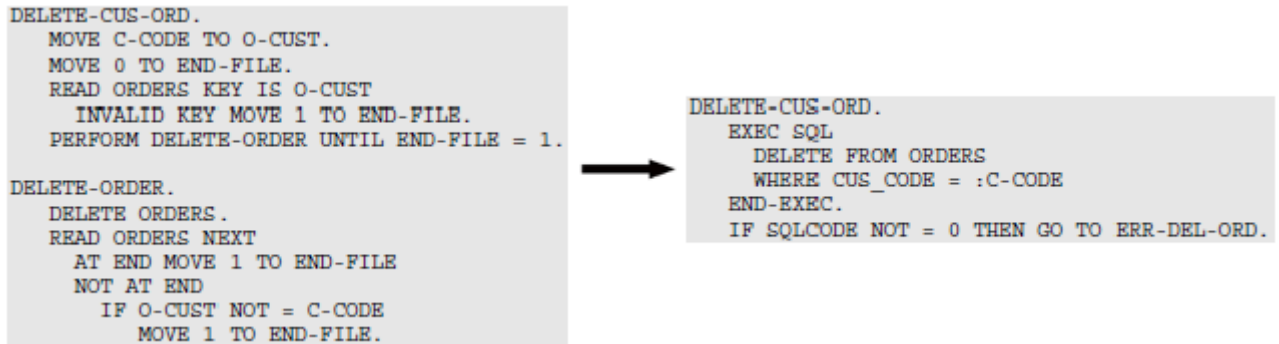 DELETE-CUS-ORD.
MOVE C-CODE TO O-CUST.
MOVE 0 TO END-FILE.
READ ORDERS KEY IS O-CUST
INVALID KEY MOVE 1 TO END-FILE.
PERFORM DELETE-ORDER UNTIL END-FILE = 1.
DELETE-ORDER.
DELETE ORDERS.
READ ORDERS NEXT
AT END MOVE 1 TO END-FILE
NOT AT END
IF O-CUST NOT = C-CODE
MOVE 1 TO END-FILE.
DELETE-CUS-ORD.
EXEC SQL
DELETE FROM ORDERS
WHERE CUS_CODE = :C-CODE
END-EXEC.
IF SQLCODE NOT = 0 THEN GO TO ERR-DEL-ORD.